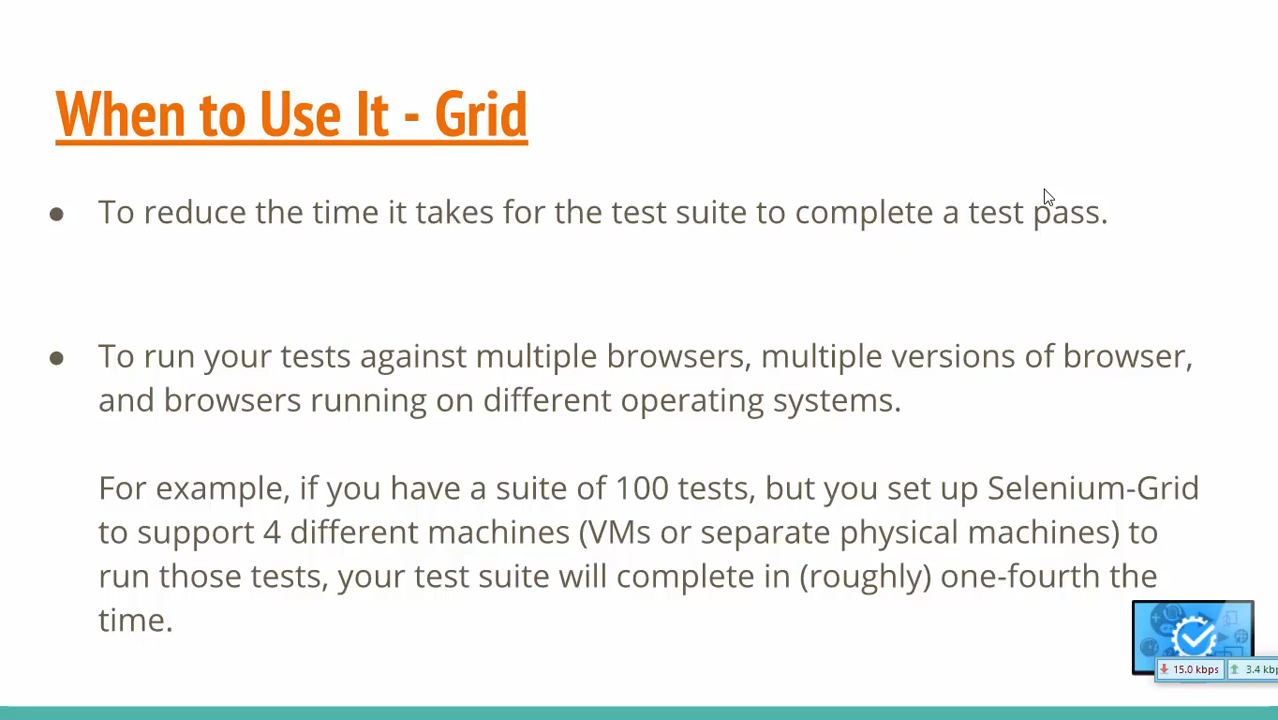 When to Use It - Grid
● To reduce the time it takes for the test suite to complete a test pass.
● To run your tests against multiple browsers, multiple versions of browser,
and browsers running on different operating systems.
For example, if you have a suite of 100 tests, but you set up Selenium-Grid
to support 4 different machines (VMs or separate physical machines) to
run those tests, your test suite will complete in (roughly) one-fourth the
time.
15.0 kbps 3.4 kbp